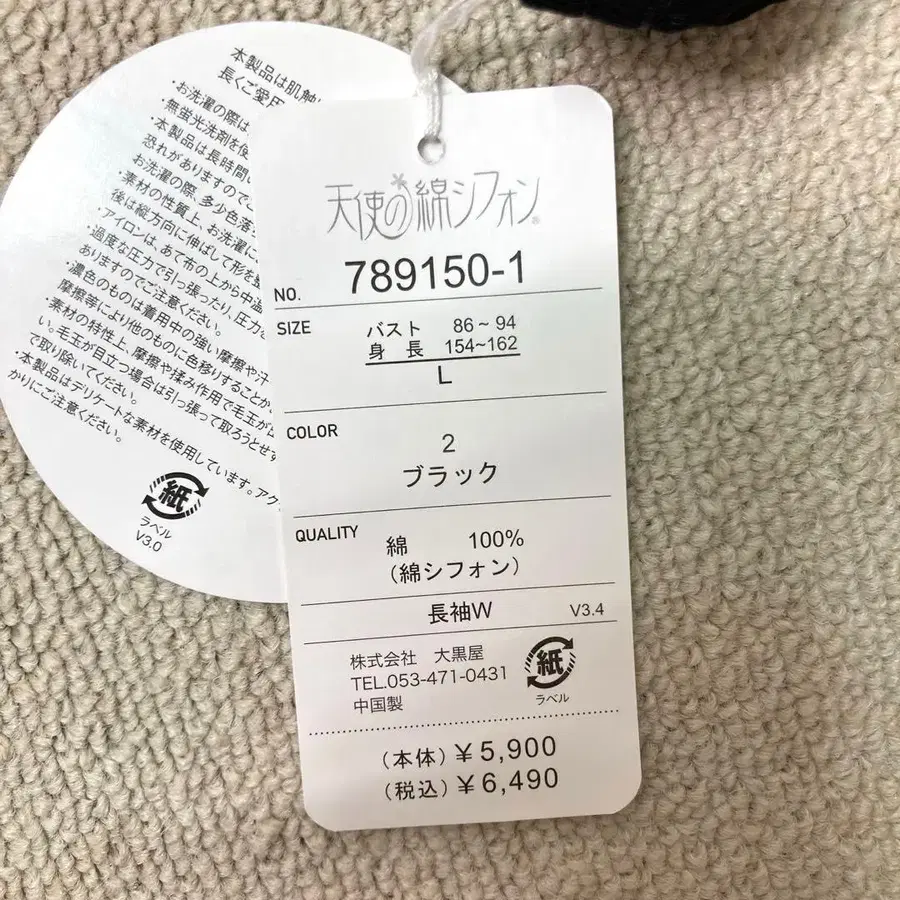 天使の綿シフォン®
NO. 789150-1
SIZE
バスト 86~94
身長 154~162
L
COLOR
2
ブラック
QUALITY
綿 100%
(綿シフォン)
長袖W V3.4
株式会社 大黒屋
TEL.053-471-0431
中国製
紙
ラベル
(本体)¥5,900
(税込)¥6,490
本製品は肌触
長くご愛用
・お洗濯の際は
・無蛍光洗剤を使
・本製品は長時間
恐れがありますのでご
お洗濯の際、多少色落
・素材の性質上、お洗濯に
後は縦方向に伸ばして形を整
・アイロンは、あて布の上から中温
・過度な圧力で引っ張ったり、圧力を
ありますのでご注意ください。
・濃色のものは着用中の強い摩擦や汗
摩擦等により他のものに色移りすることが
・素材の特性上、摩擦や揉み作用で毛玉が
い。毛玉が目立つ場合は引っ張って取ろうとせず
で取り除いてください。
・本製品はデリケートな素材を使用しています。アク
かりにご注意ください。
紙
ラベル
V3.0